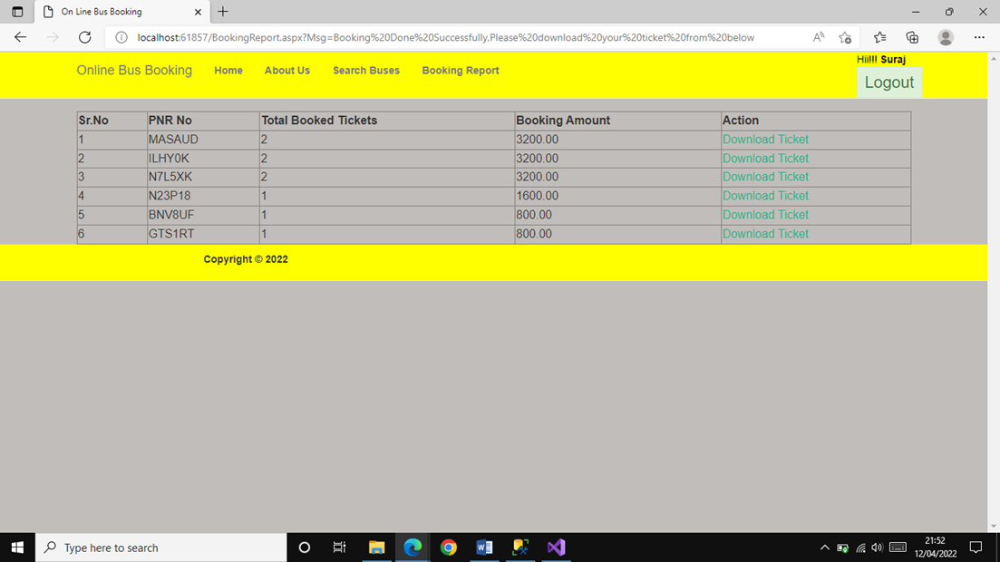 On Line Bus Booking
localhost:61857/BookingReport.aspx?Msg=Booking%20Done%20Successfully,Please%20download%20your%20ticket%20from%20below
Hii!!! Suraj
Online Bus Booking Home About Us Search Buses Booking Report
Logout
Sr.No PNR No Total Booked Tickets Booking Amount Action
1 MASAUD 2 3200.00 Download Ticket
2 ILHY0K 2 3200.00 Download Ticket
3 N7L5XK 2 3200.00 Download Ticket
4 N23P18 1 1600.00 Download Ticket
5 BNV8UF 1 800.00 Download Ticket
6 GTS1RT 1 800.00 Download Ticket
Copyright © 2022
Type here to search
21:52
12/04/2022